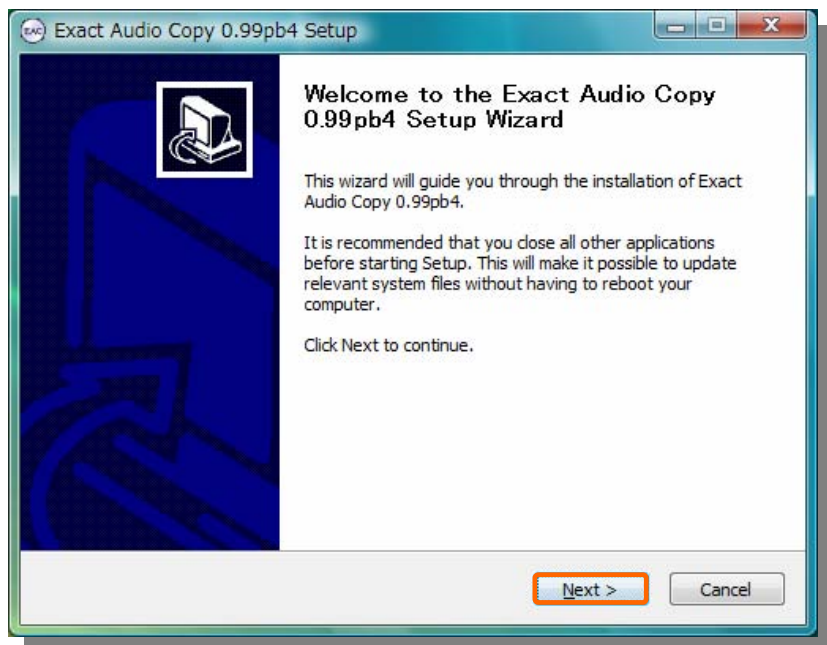 EAC Exact Audio Copy 0.99pb4 Setup
Welcome to the Exact Audio Copy
0.99pb4 Setup Wizard
This wizard will guide you through the installation of Exact
Audio Copy 0.99pb4.
It is recommended that you close all other applications
before starting Setup. This will make it possible to update
relevant system files without having to reboot your
computer.
Click Next to continue.
Next > Cancel